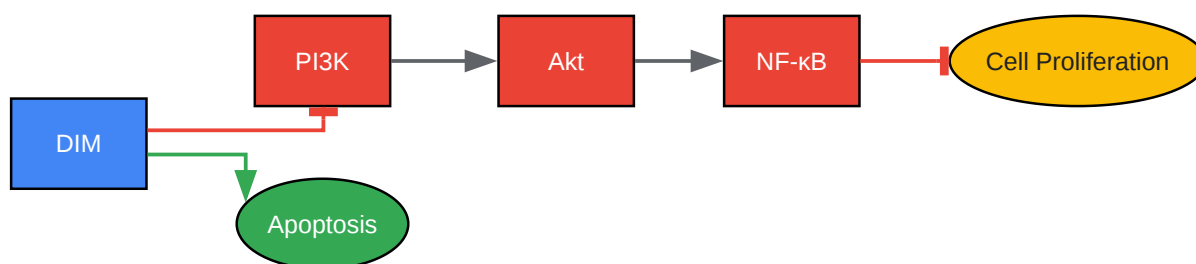 PI3K
Akt
NF-κB
Cell Proliferation
DIM
Apoptosis